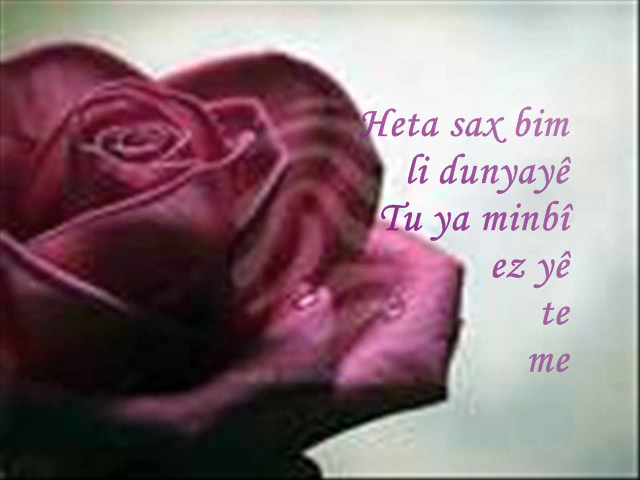 Heta sax bim
li dunyayê
Tu ya minbî
ez yê
te
me